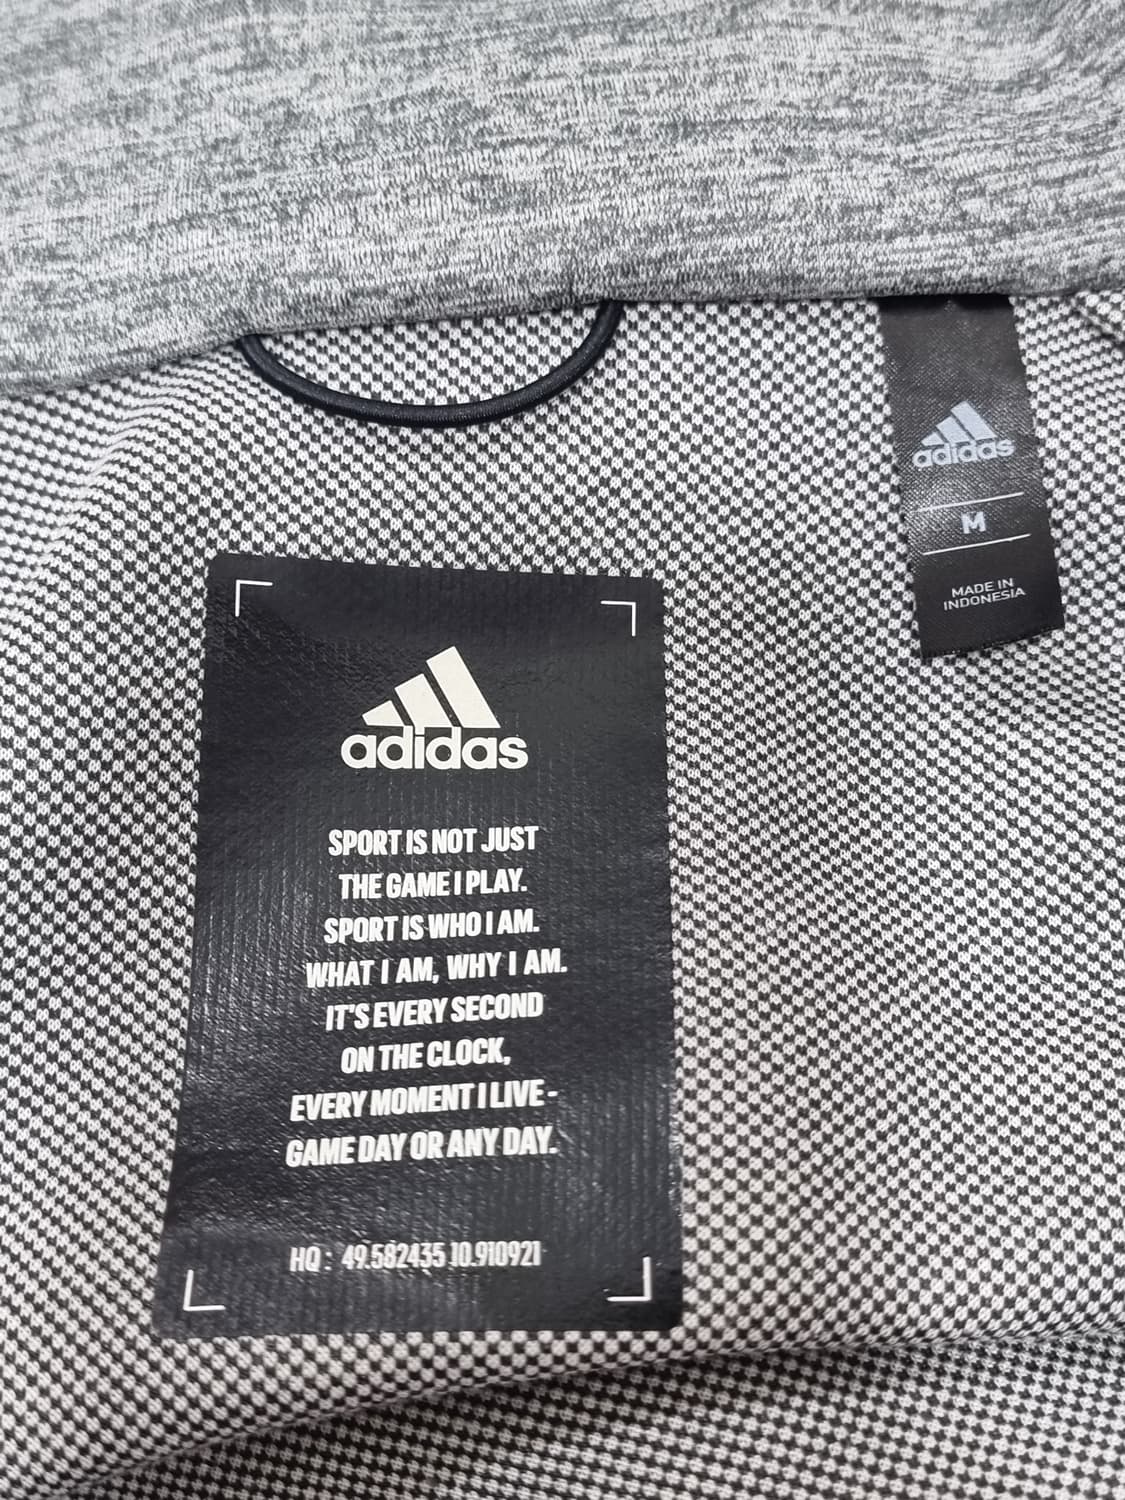 adidas
M
MADE IN
INDONESIA
adidas
SPORT IS NOT JUST
THE GAME I PLAY.
SPORT IS WHO I AM.
WHAT I AM, WHY I AM.
IT'S EVERY SECOND
ON THE CLOCK,
EVERY MOMENT I LIVE -
GAME DAY OR ANY DAY.
HQ : 49.582435 10.910921